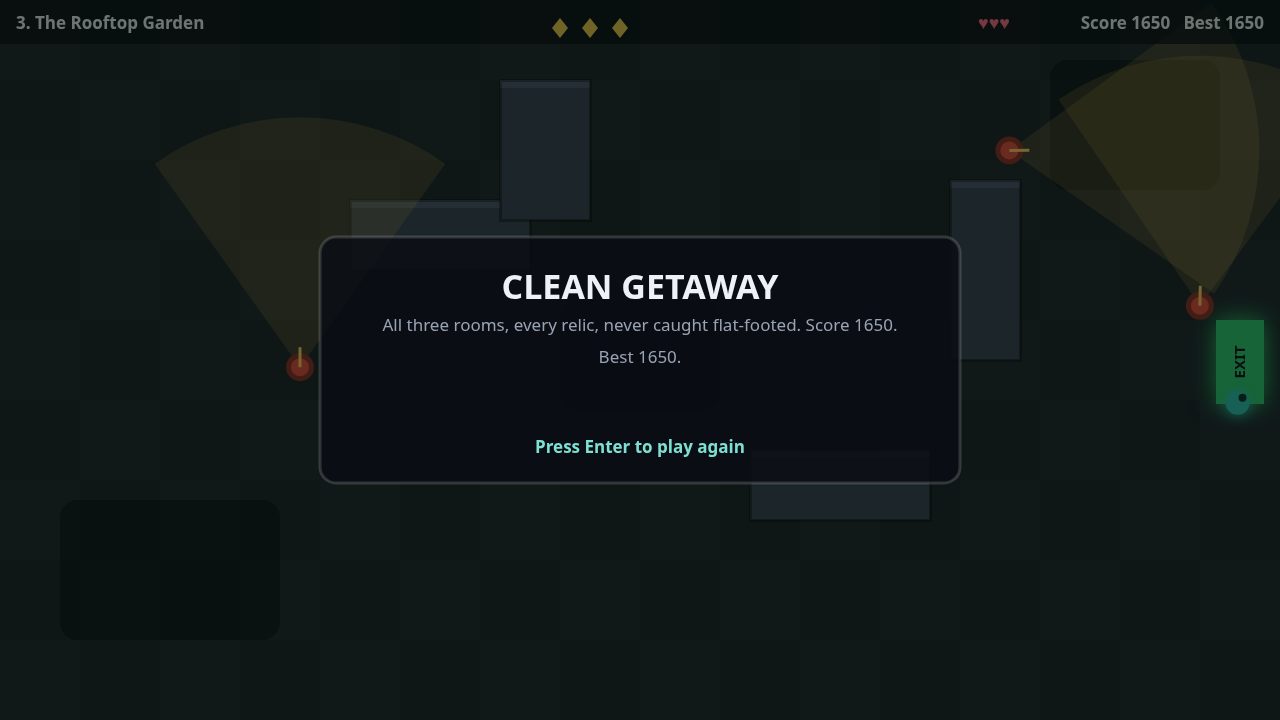 3. The Rooftop Garden
♥♥♥
Score 1650 Best 1650
CLEAN GETAWAY
All three rooms, every relic, never caught flat-footed. Score 1650.
Best 1650.
EXIT
Press Enter to play again